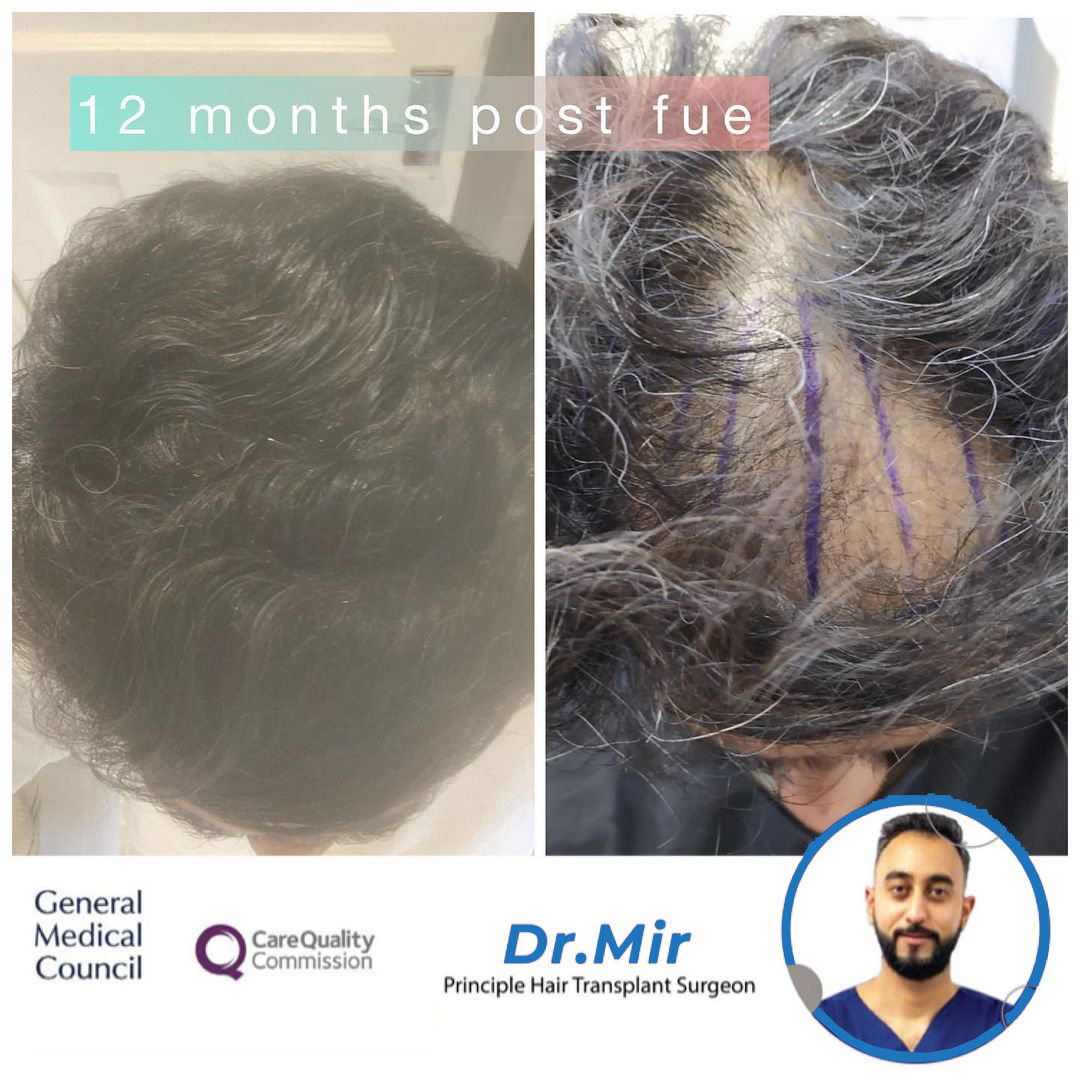 12 months post fue
General
Medical
Council
CareQuality
Commission
Dr.Mir
Principle Hair Transplant Surgeon